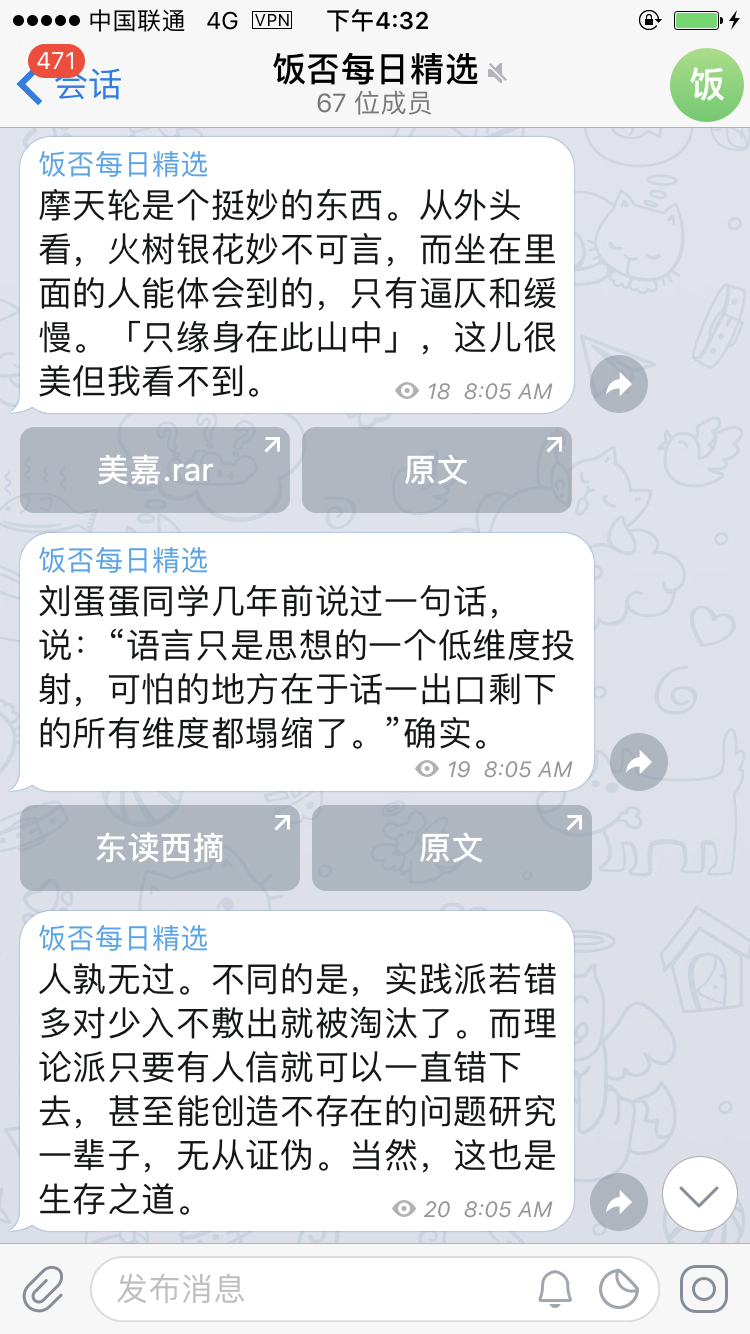 中国联通 4G VPN 下午4:32
471
会话
饭否每日精选
67 位成员
饭
饭否每日精选
摩天轮是个挺妙的东西。从外头
看，火树银花妙不可言，而坐在里
面的人能体会到的，只有逼仄和缓
慢。「只缘身在此山中」，这儿很
美但我看不到。
18 8:05 AM
美嘉.rar
原文
饭否每日精选
刘蛋蛋同学几年前说过一句话，
说：“语言只是思想的一个低维度投
射，可怕的地方在于话一出口剩下
的所有维度都塌缩了。”确实。
19 8:05 AM
东读西摘
原文
饭否每日精选
人孰无过。不同的是，实践派若错
多对少入不敷出就被淘汰了。而理
论派只要有人信就可以一直错下
去，甚至能创造不存在的问题研究
一辈子，无从证伪。当然，这也是
生存之道。
20 8:05 AM
发布消息